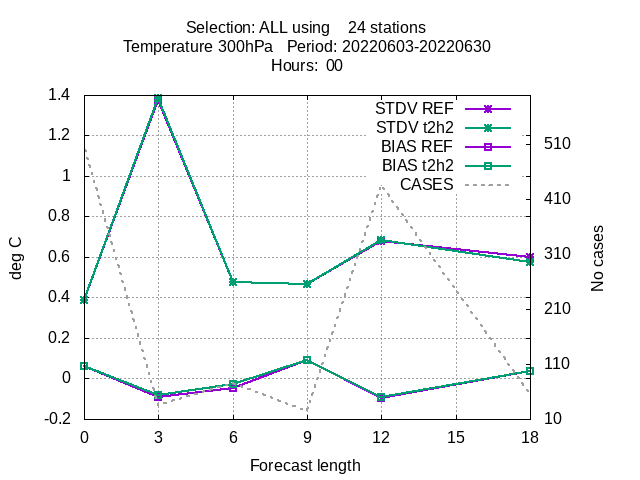 Selection: ALL using    24 stations
Temperature 300hPa   Period: 20220603-20220630
Hours:  00
STDV REF
STDV t2h2
BIAS REF
BIAS t2h2
CASES
1.4
1.2
1
0.8
0.6
0.4
0.2
0
-0.2
deg C
510
410
310
210
110
10
No cases
0 3 6 9 12 15 18
Forecast length